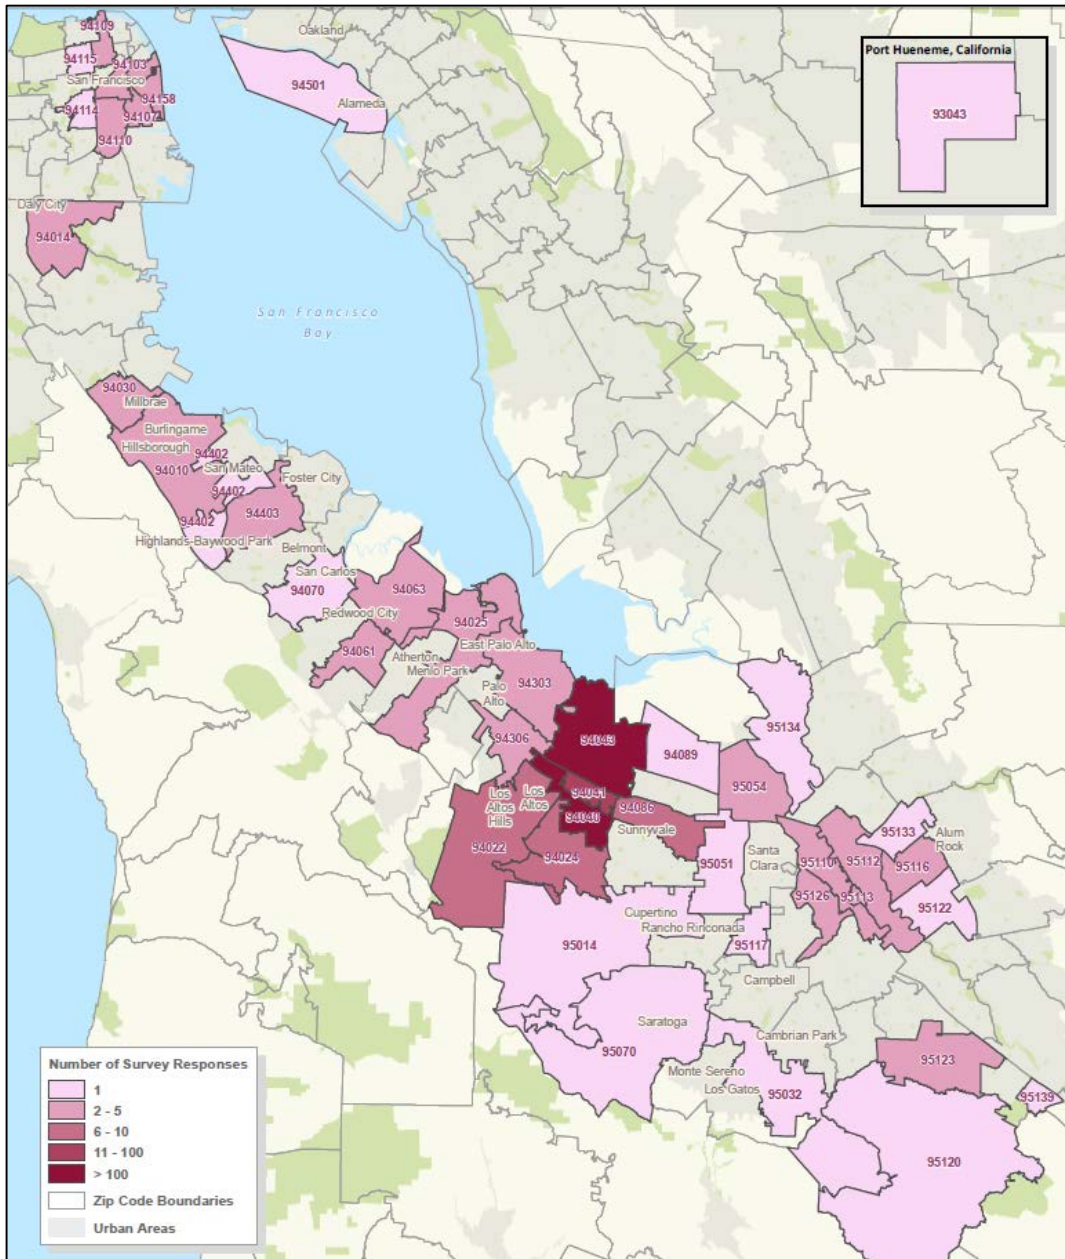 Oakland
94109
Port Hueneme, California
94115
94103
San Francisco
94501
94158
Alameda
94114
94107
93043
94110
Daly City
94014
San Francisco
Bay
94030
Millbrae
Burlingame
Hillsborough
94402
94010
San Mateo
Foster City
94402
94403
94402
Highlands-Baywood Park
Belmont
San Carlos
94070
94063
Redwood City
94025
East Palo Alto
94061
Atherton
Menlo Park
94303
Palo
Alto
95134
94306
94043
94089
95054
Los
Altos
Hills
Los
Altos
94041
94086
94040
Sunnyvale
95133
Alum
Rock
94022
94024
95051
Santa
Clara
95110
95112
95116
95126
95113
95122
Cupertino
Rancho Rinconada
95014
95117
Campbell
Saratoga
Cambrian Park
95070
95123
Monte Sereno
Los Gatos
95032
95139
95120
Number of Survey Responses
1
2 - 5
6 - 10
11 - 100
> 100
Zip Code Boundaries
Urban Areas